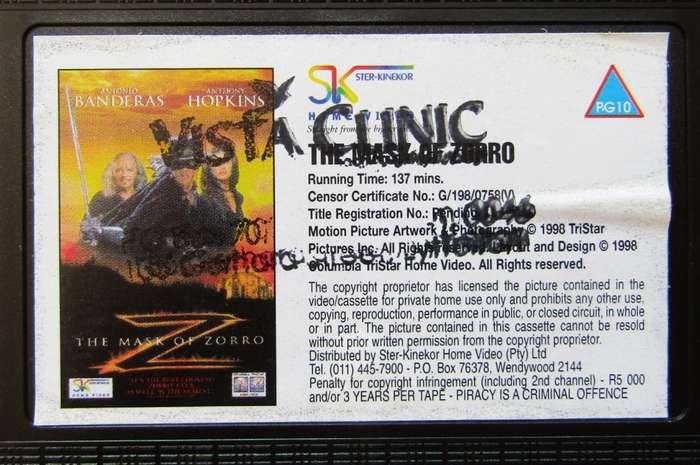 ANTONIO ANTHONY
BANDERAS HOPKINS
THE MASK OF ZORRO
SK STER-KINEKOR
HOME VIDEO
PG10
VISTA CLINIC
THE MASK OF ZORRO
Running Time: 137 mins.
Censor Certificate No.: G/198/0758(V)
Title Registration No.: Pending
Motion Picture Artwork & Photography © 1998 TriStar
Pictures Inc. All Rights reserved. Layout and Design © 1998
Columbia TriStar Home Video. All Rights reserved.
The copyright proprietor has licensed the picture contained in the
video/cassette for private home use only and prohibits any other use,
copying, reproduction, performance in public, or closed circuit, in whole
or in part. The picture contained in this cassette cannot be resold
without prior written permission from the copyright proprietor.
Distributed by Ster-Kinekor Home Video (Pty) Ltd
Tel. (011) 445-7900 - P.O. Box 76378, Wendywood 2144
Penalty for copyright infringement (including 2nd channel) - R5 000
and/or 3 YEARS PER TAPE - PIRACY IS A CRIMINAL OFFENCE